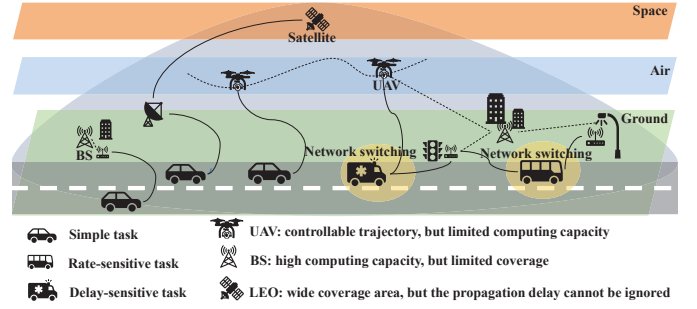 Space
Satellite
Air
UAV
Ground
BS
Network switching
Network switching
Simple task
UAV: controllable trajectory, but limited computing capacity
Rate-sensitive task
BS: high computing capacity, but limited coverage
Delay-sensitive task
LEO: wide coverage area, but the propagation delay cannot be ignored